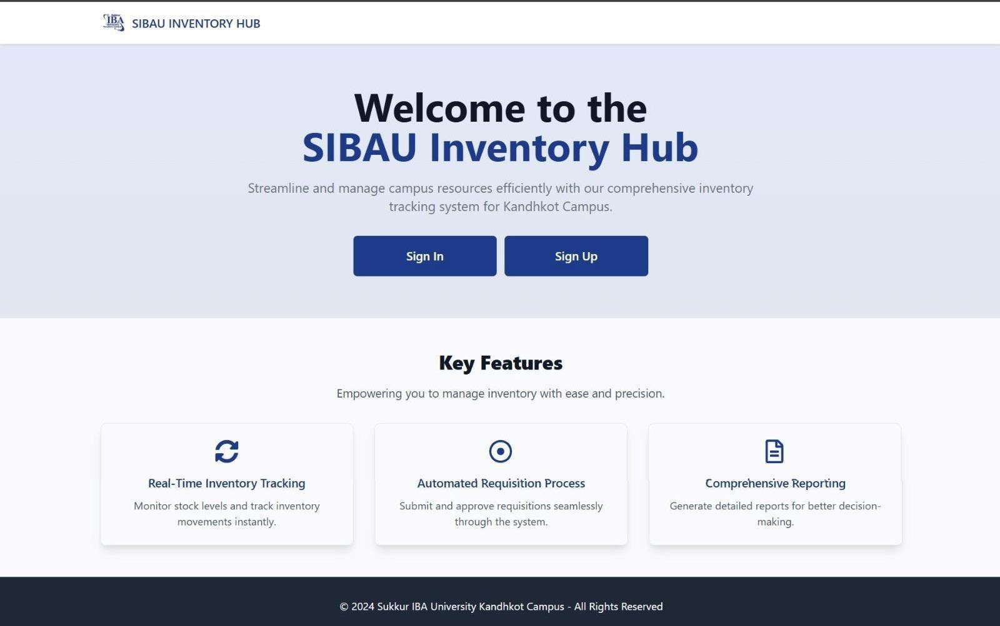 IBA
SIBAU INVENTORY HUB
Welcome to the
SIBAU Inventory Hub
Streamline and manage campus resources efficiently with our comprehensive inventory
tracking system for Kandhkot Campus.
Sign In
Sign Up
Key Features
Empowering you to manage inventory with ease and precision.
Real-Time Inventory Tracking
Monitor stock levels and track inventory
movements instantly.
Automated Requisition Process
Submit and approve requisitions seamlessly
through the system.
Comprehensive Reporting
Generate detailed reports for better decision-
making.
© 2024 Sukkur IBA University Kandhkot Campus - All Rights Reserved